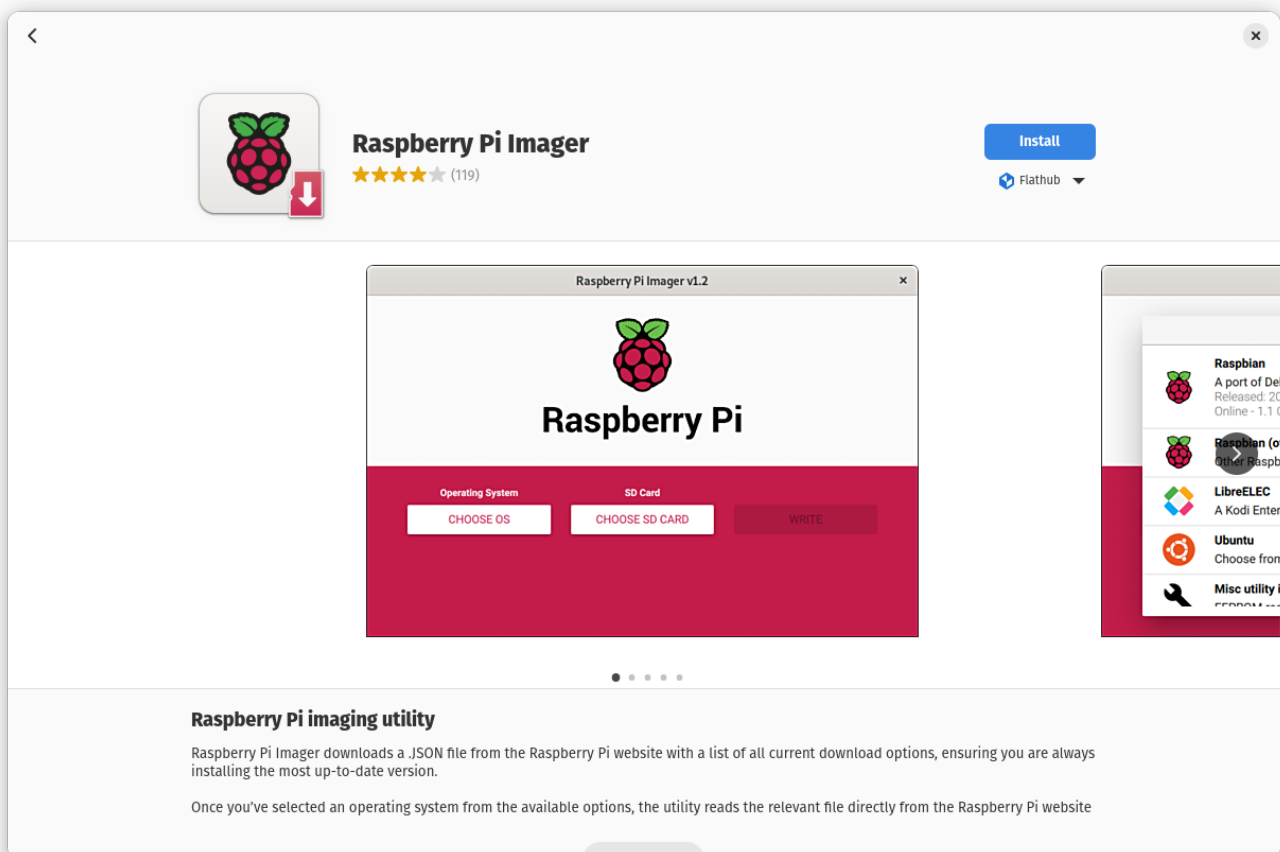 Raspberry Pi Imager
(119)
Install
Flathub
Raspberry Pi Imager v1.2
Raspberry Pi
Operating System
SD Card
CHOOSE OS
CHOOSE SD CARD
WRITE
Raspbian
A port of
Released:
Online - 1.1
Raspbian
Other
LibreELEC
A Kodi
Ubuntu
Choose from
Misc utility
Raspberry Pi imaging utility
Raspberry Pi Imager downloads a .JSON file from the Raspberry Pi website with a list of all current download options, ensuring you are always
installing the most up-to-date version.
Once you've selected an operating system from the available options, the utility reads the relevant file directly from the Raspberry Pi website